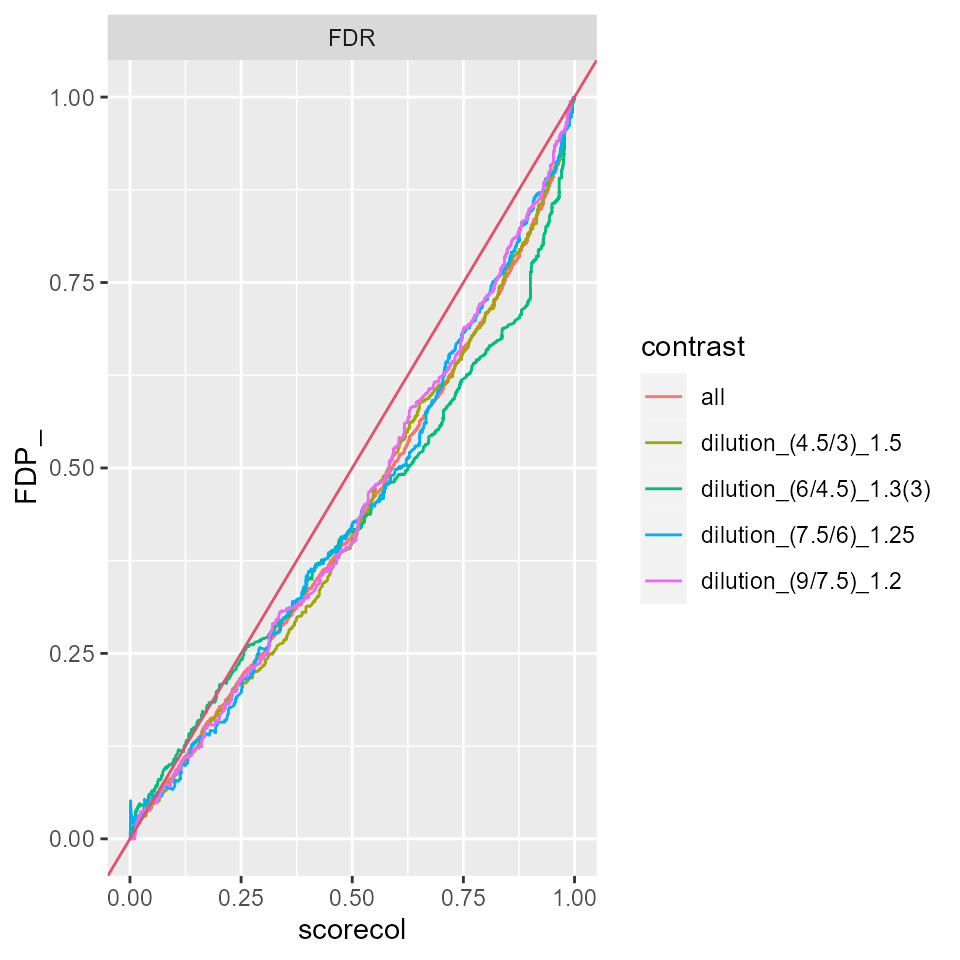 FDR
1.00
0.75
0.50
0.25
0.00
FDP_
0.00 0.25 0.50 0.75 1.00
scorecol
contrast
all
dilution_(4.5/3)_1.5
dilution_(6/4.5)_1.3(3)
dilution_(7.5/6)_1.25
dilution_(9/7.5)_1.2